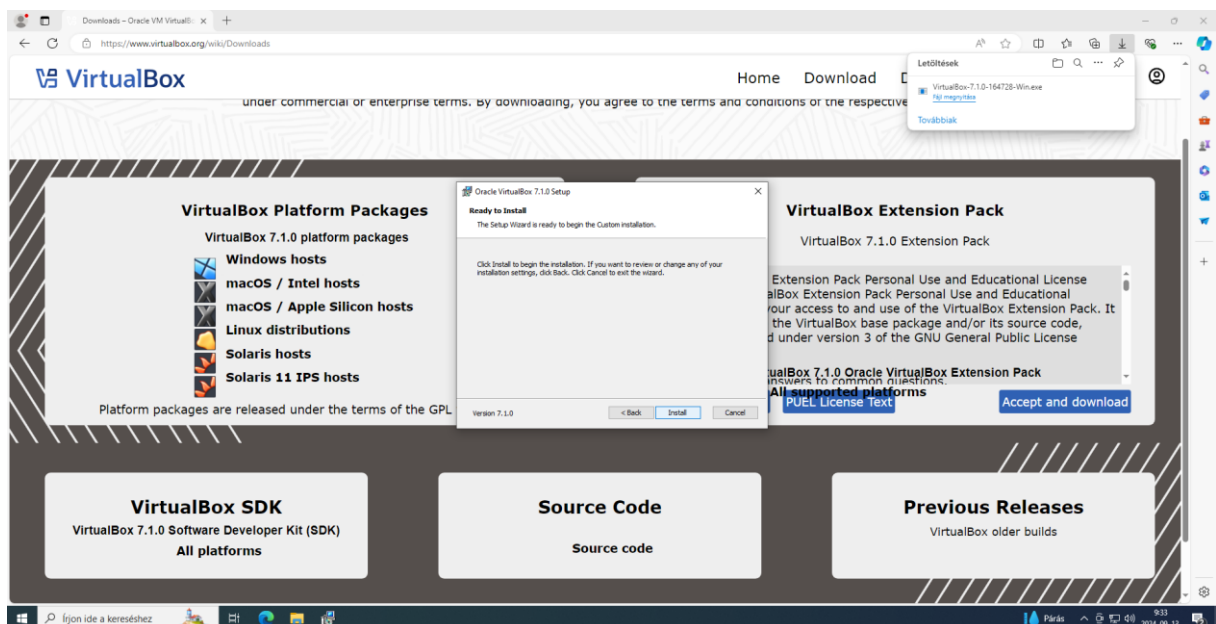 Downloads – Oracle VM VirtualB
https://www.virtualbox.org/wiki/Downloads
VirtualBox
Home Download D
under commercial or enterprise terms. By downloading, you agree to the terms and conditions of the respective
Letöltések
VirtualBox-7.1.0-164728-Win.exe
Fájl megnyitása
Továbbiak
VirtualBox Platform Packages
VirtualBox 7.1.0 platform packages
Windows hosts
macOS / Intel hosts
macOS / Apple Silicon hosts
Linux distributions
Solaris hosts
Solaris 11 IPS hosts
Platform packages are released under the terms of the GPL
Oracle VirtualBox 7.1.0 Setup
Ready to Install
The Setup Wizard is ready to begin the Custom installation.
Click Install to begin the installation. If you want to review or change any of your
installation settings, click Back. Click Cancel to exit the wizard.
Version 7.1.0
< Back Install Cancel
VirtualBox Extension Pack
VirtualBox 7.1.0 Extension Pack
Extension Pack Personal Use and Educational License
alBox Extension Pack Personal Use and Educational
your access to and use of the VirtualBox Extension Pack. It
the VirtualBox base package and/or its source code,
d under version 3 of the GNU General Public License
ualBox 7.1.0 Oracle VirtualBox Extension Pack
answers to common questions.
All supported platforms
PUEL License Text
Accept and download
VirtualBox SDK
VirtualBox 7.1.0 Software Developer Kit (SDK)
All platforms
Source Code
Source code
Previous Releases
VirtualBox older builds
Írjon ide a kereséshez
Párás
9:33
2024. 09. 13.